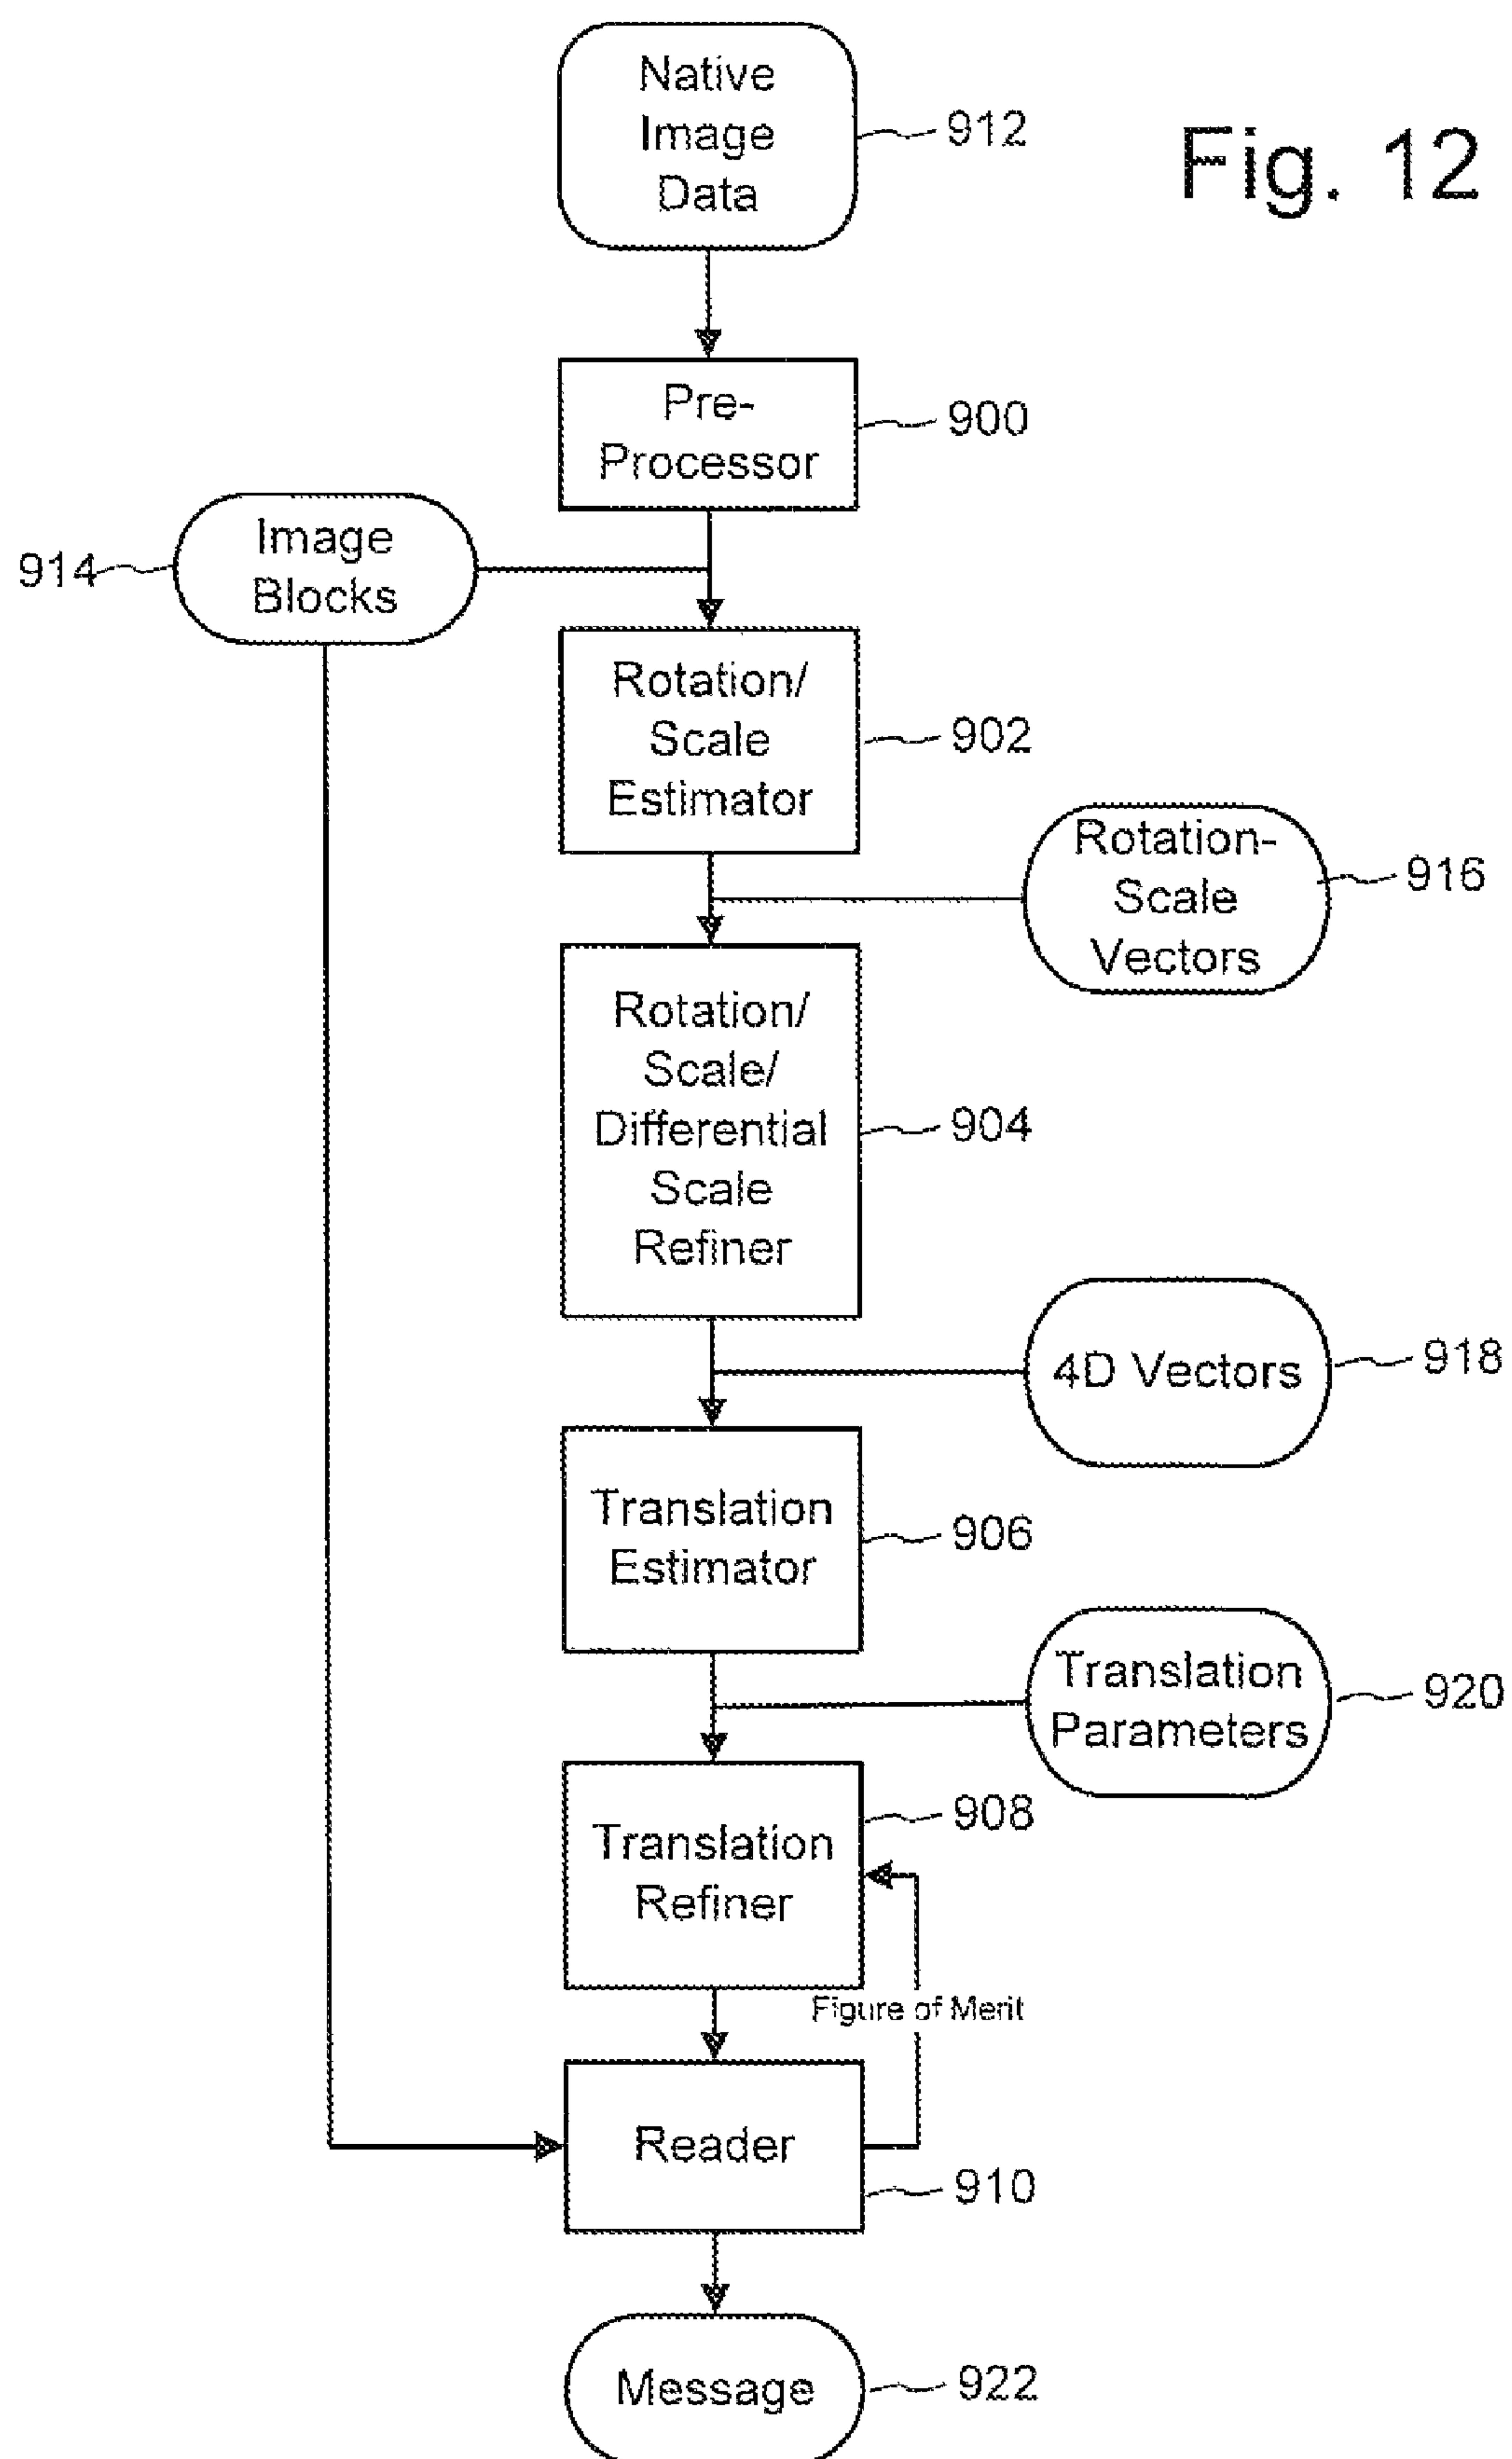 Native
Image
Data
912
Fig. 12
Pre-
Processor
900
Image
Blocks
914
Rotation/
Scale
Estimator
902
Rotation-
Scale
Vectors
916
Rotation/
Scale/
Differential
Scale
Refiner
904
4D Vectors
918
Translation
Estimator
906
Translation
Parameters
920
Translation
Refiner
908
Figure of Merit
Reader
910
Message
922